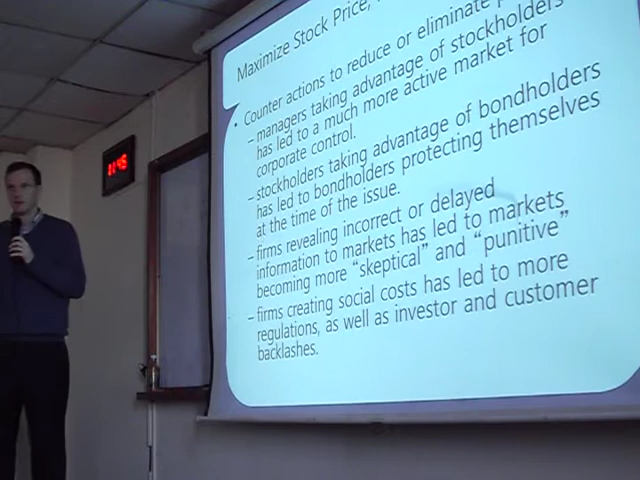 11:45
Maximize Stock Price,
• Counter actions to reduce or eliminate
– managers taking advantage of stockholders
has led to a much more active market for
corporate control.
– stockholders taking advantage of bondholders
has led to bondholders protecting themselves
at the time of the issue.
– firms revealing incorrect or delayed
information to markets has led to markets
becoming more “skeptical” and “punitive”
– firms creating social costs has led to more
regulations, as well as investor and customer
backlashes.